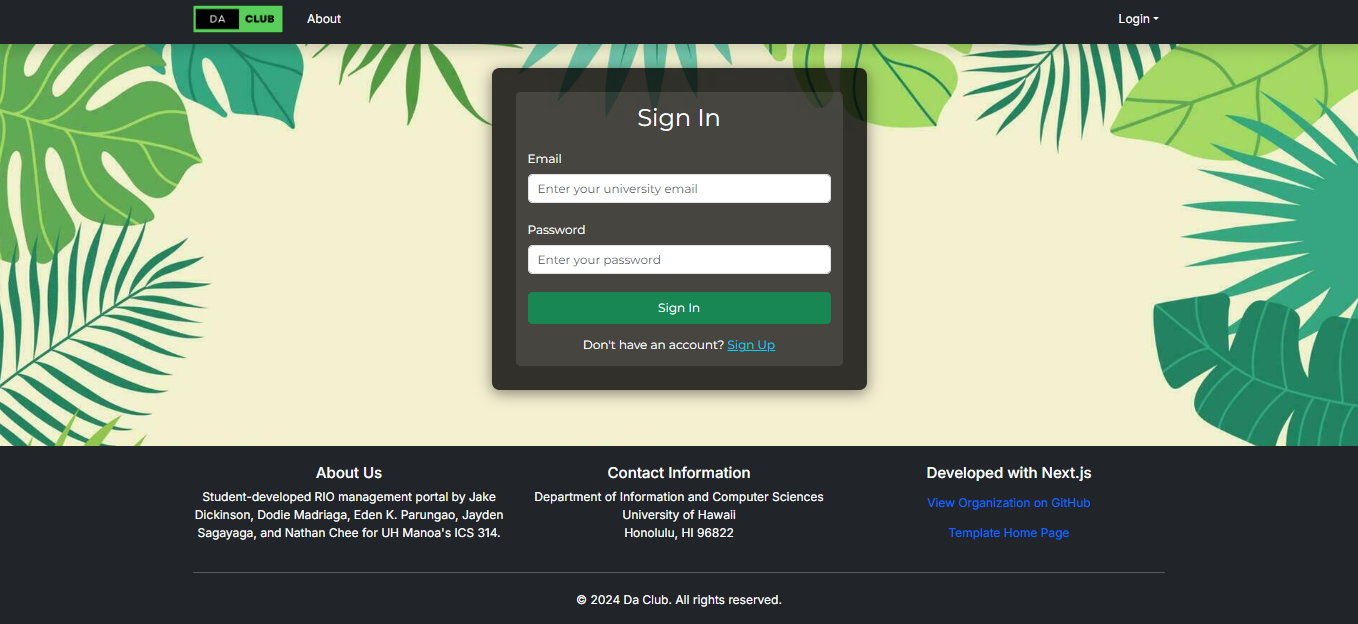 DA CLUB
About
Login
Sign In
Email
Enter your university email
Password
Enter your password
Sign In
Don't have an account? Sign Up
About Us
Student-developed RIO management portal by Jake
Dickinson, Dodie Madriaga, Eden K. Parungao, Jayden
Sagayaga, and Nathan Chee for UH Manoa's ICS 314.
Contact Information
Department of Information and Computer Sciences
University of Hawaii
Honolulu, HI 96822
Developed with Next.js
View Organization on GitHub
Template Home Page
© 2024 Da Club. All rights reserved.